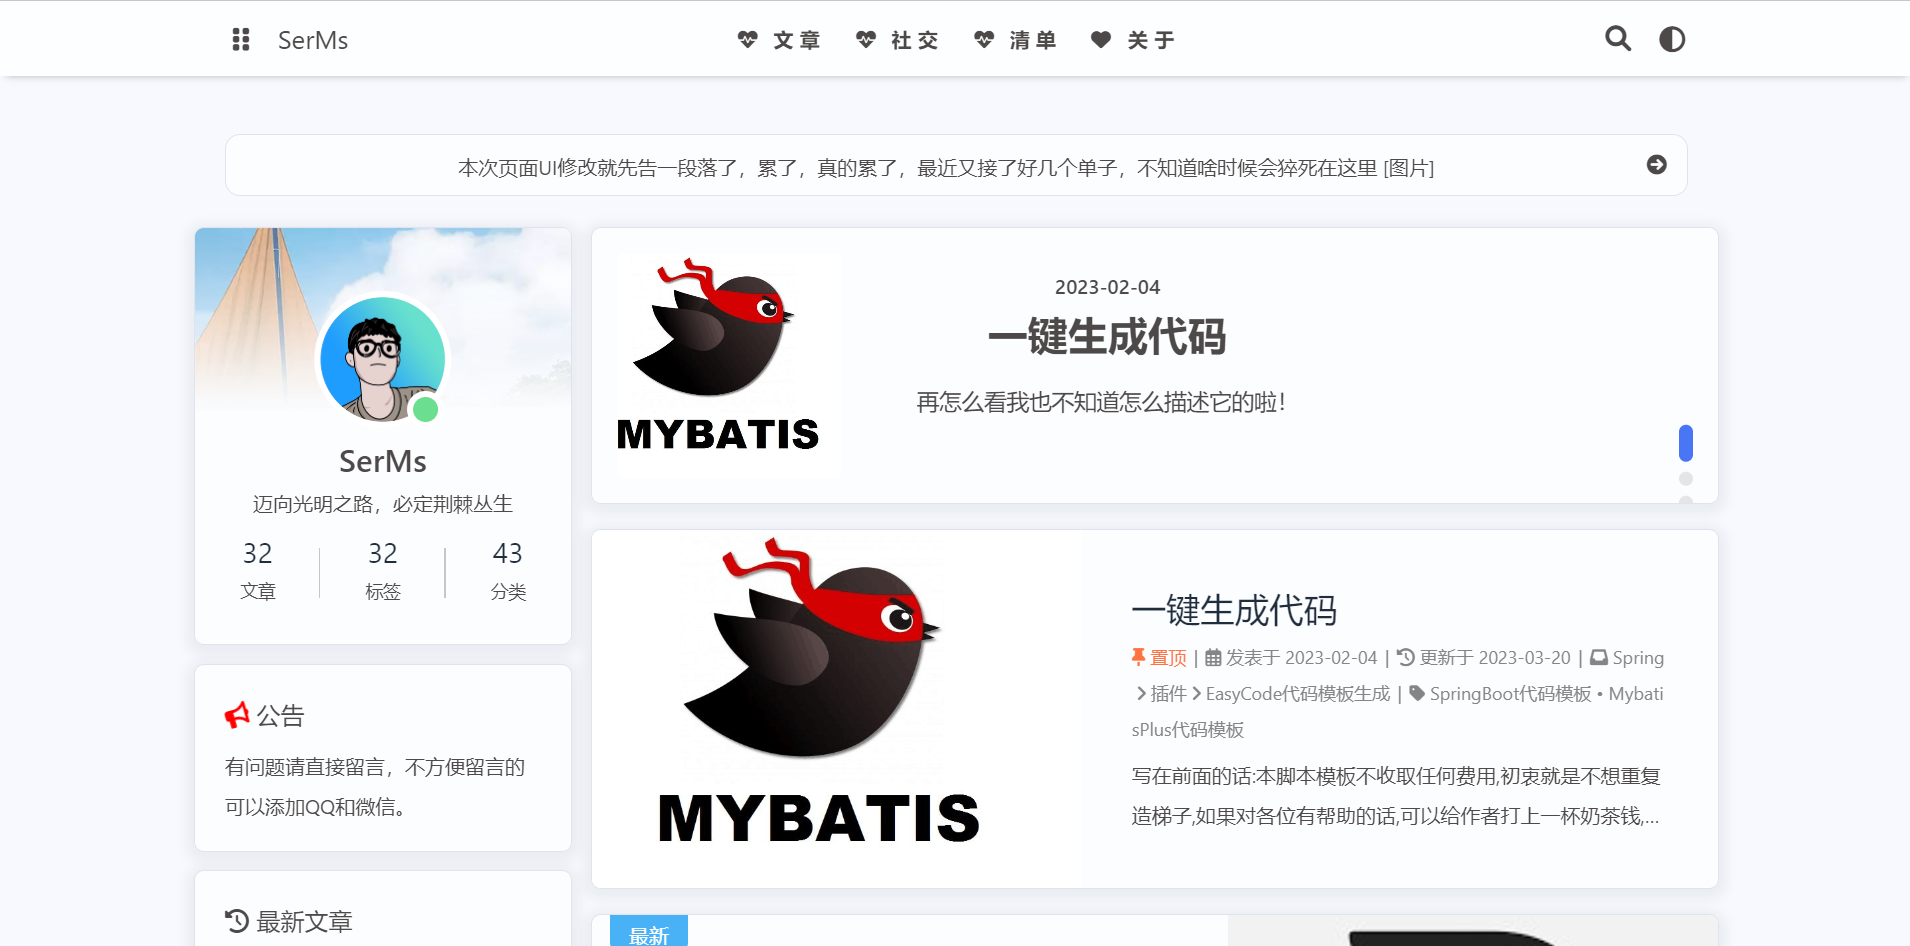 SerMs
文章
社交
清单
关于
本次页面UI修改就先告一段落了，累了，真的累了，最近又接了好几个单子，不知道啥时候会猝死在这里 [图片]
SerMs
迈向光明之路，必定荆棘丛生
32 32 43
文章 标签 分类
公告
有问题请直接留言，不方便留言的
可以添加QQ和微信。
最新文章
MYBATIS
2023-02-04
一键生成代码
再怎么看我也不知道怎么描述它的啦！
MYBATIS
一键生成代码
置顶 | 发表于 2023-02-04 | 更新于 2023-03-20 | Spring
插件 EasyCode代码模板生成 | SpringBoot代码模板 • Mybati
sPlus代码模板
写在前面的话:本脚本模板不收取任何费用,初衷就是不想重复
造梯子,如果对各位有帮助的话,可以给作者打上一杯奶茶钱,...
最新